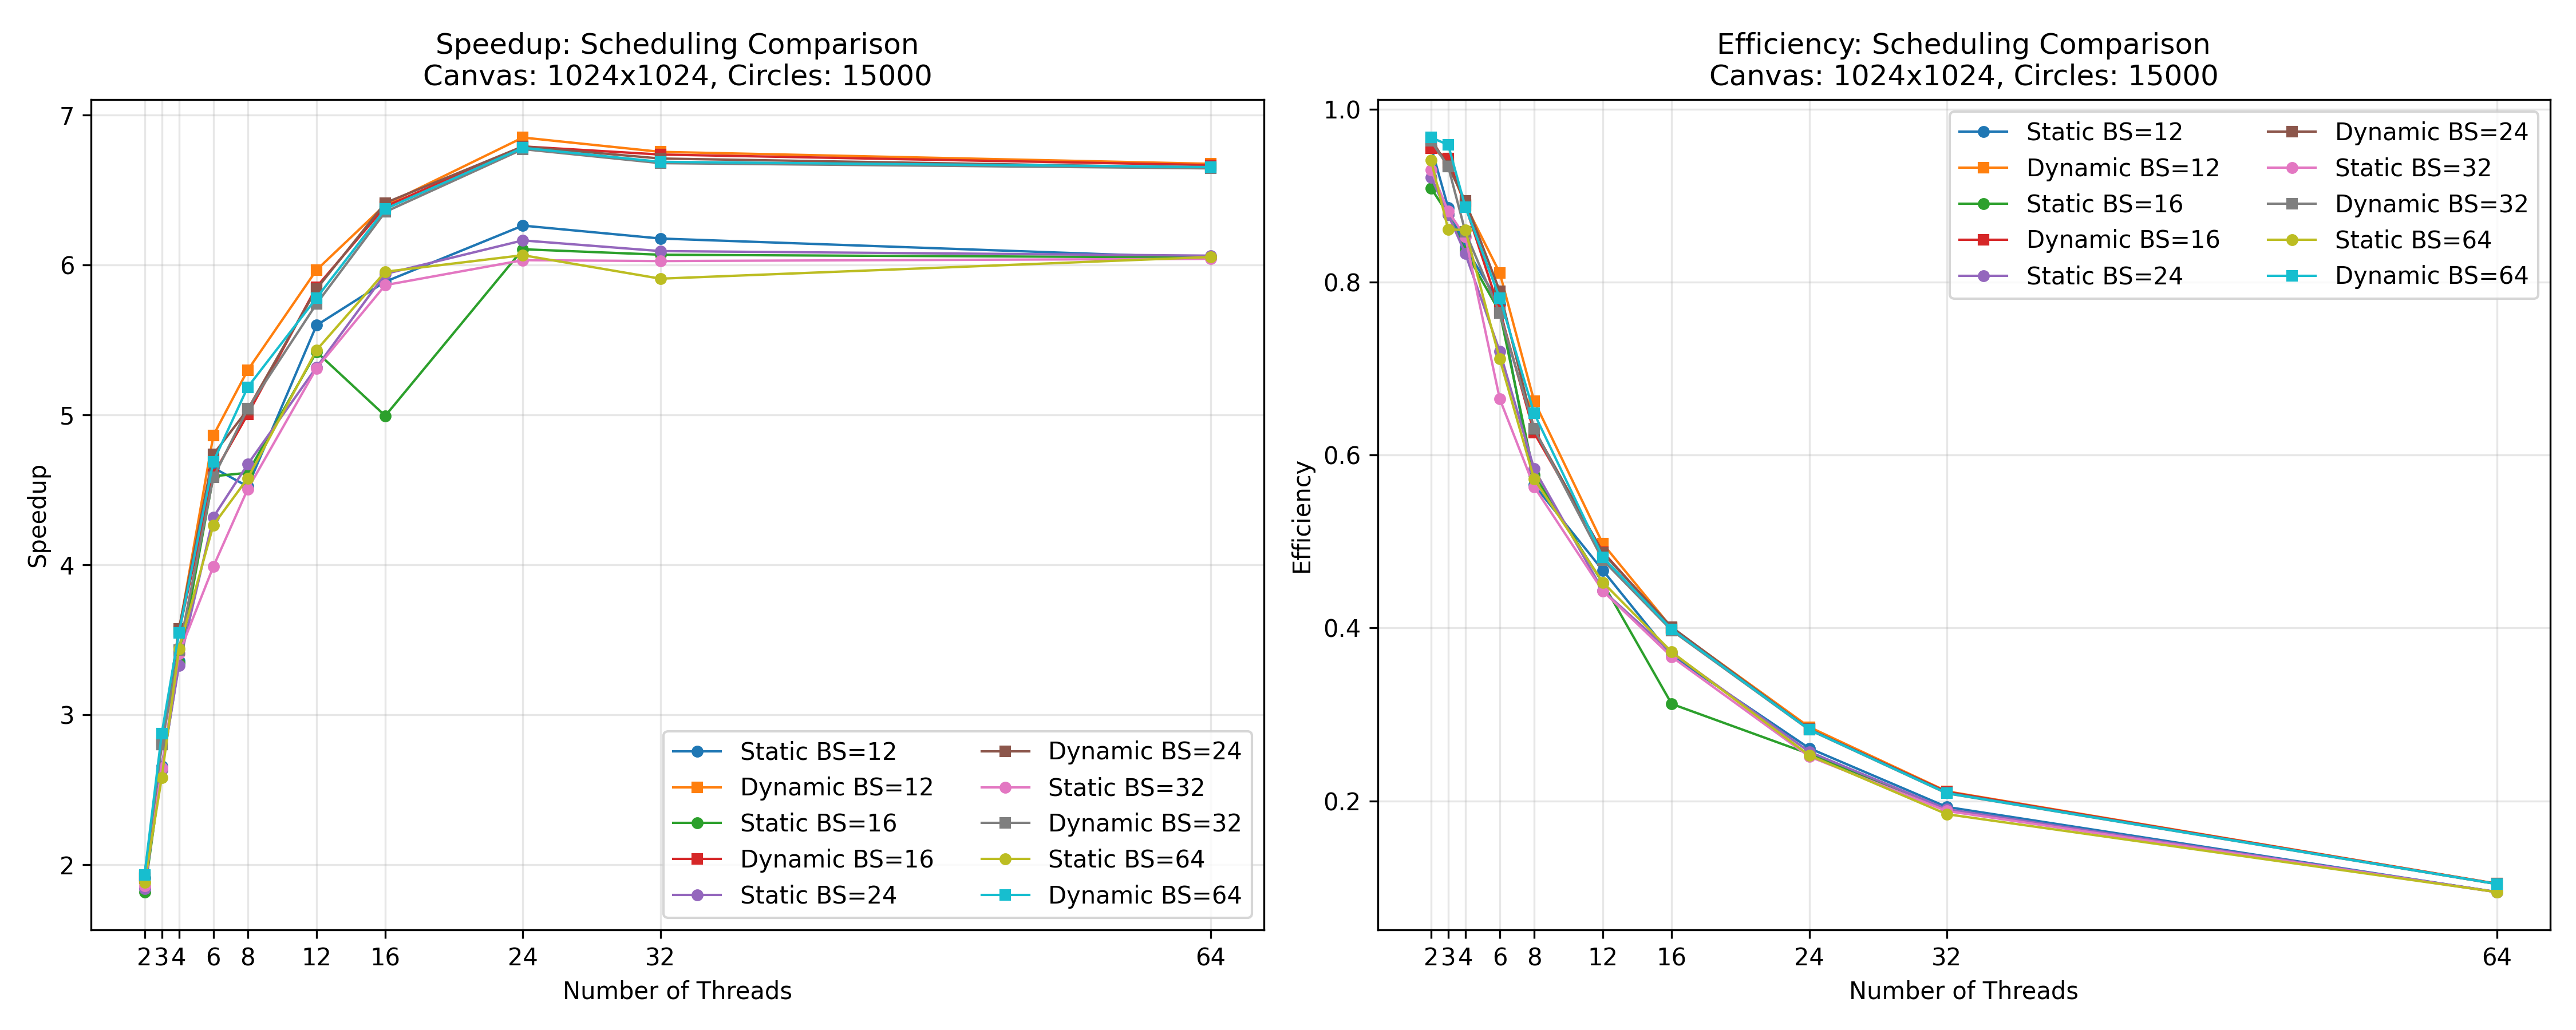 Speedup: Scheduling Comparison
Canvas: 1024x1024, Circles: 15000
7
6
5
4
3
2
Speedup
Static BS=12
Dynamic BS=12
Static BS=16
Dynamic BS=16
Static BS=24
Dynamic BS=24
Static BS=32
Dynamic BS=32
Static BS=64
Dynamic BS=64
2 3 4 6 8 12 16 24 32 64
Number of Threads
Efficiency: Scheduling Comparison
Canvas: 1024x1024, Circles: 15000
1.0
0.8
0.6
0.4
0.2
Efficiency
Static BS=12
Dynamic BS=12
Static BS=16
Dynamic BS=16
Static BS=24
Dynamic BS=24
Static BS=32
Dynamic BS=32
Static BS=64
Dynamic BS=64
2 3 4 6 8 12 16 24 32 64
Number of Threads